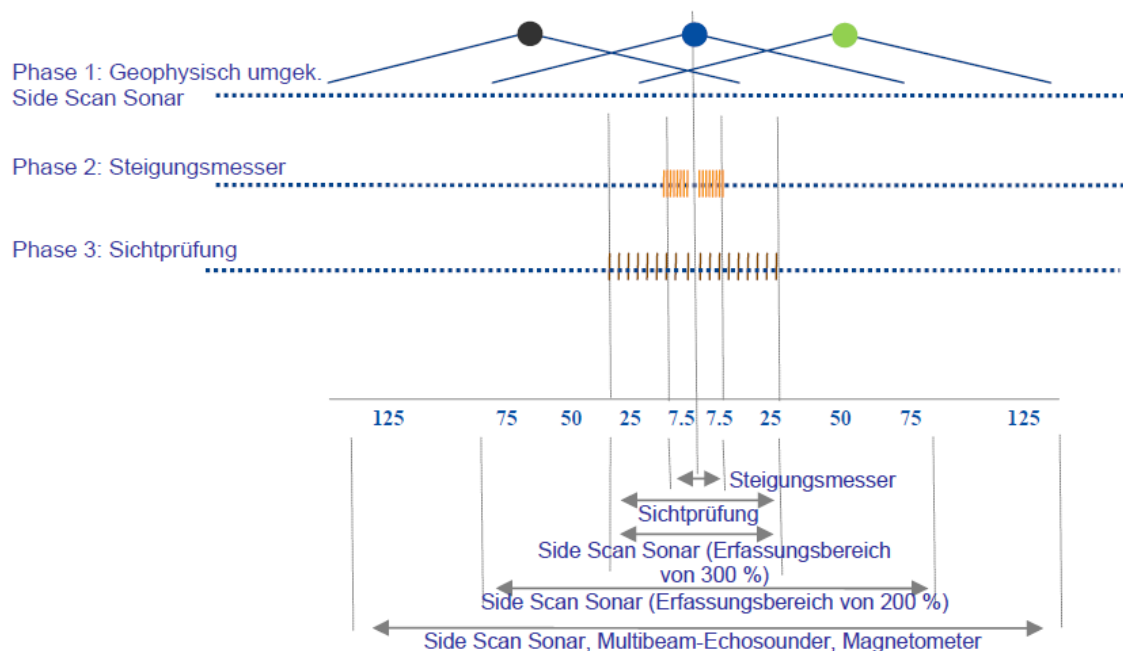 Phase 1: Geophysisch umgek.
Side Scan Sonar
Phase 2: Steigungsmesser
Phase 3: Sichtprüfung
125 75 50 25 7.5 7.5 25 50 75 125
Steigungsmesser
Sichtprüfung
Side Scan Sonar (Erfassungsbereich
von 300 %)
Side Scan Sonar (Erfassungsbereich von 200 %)
Side Scan Sonar, Multibeam-Echosounder, Magnetometer